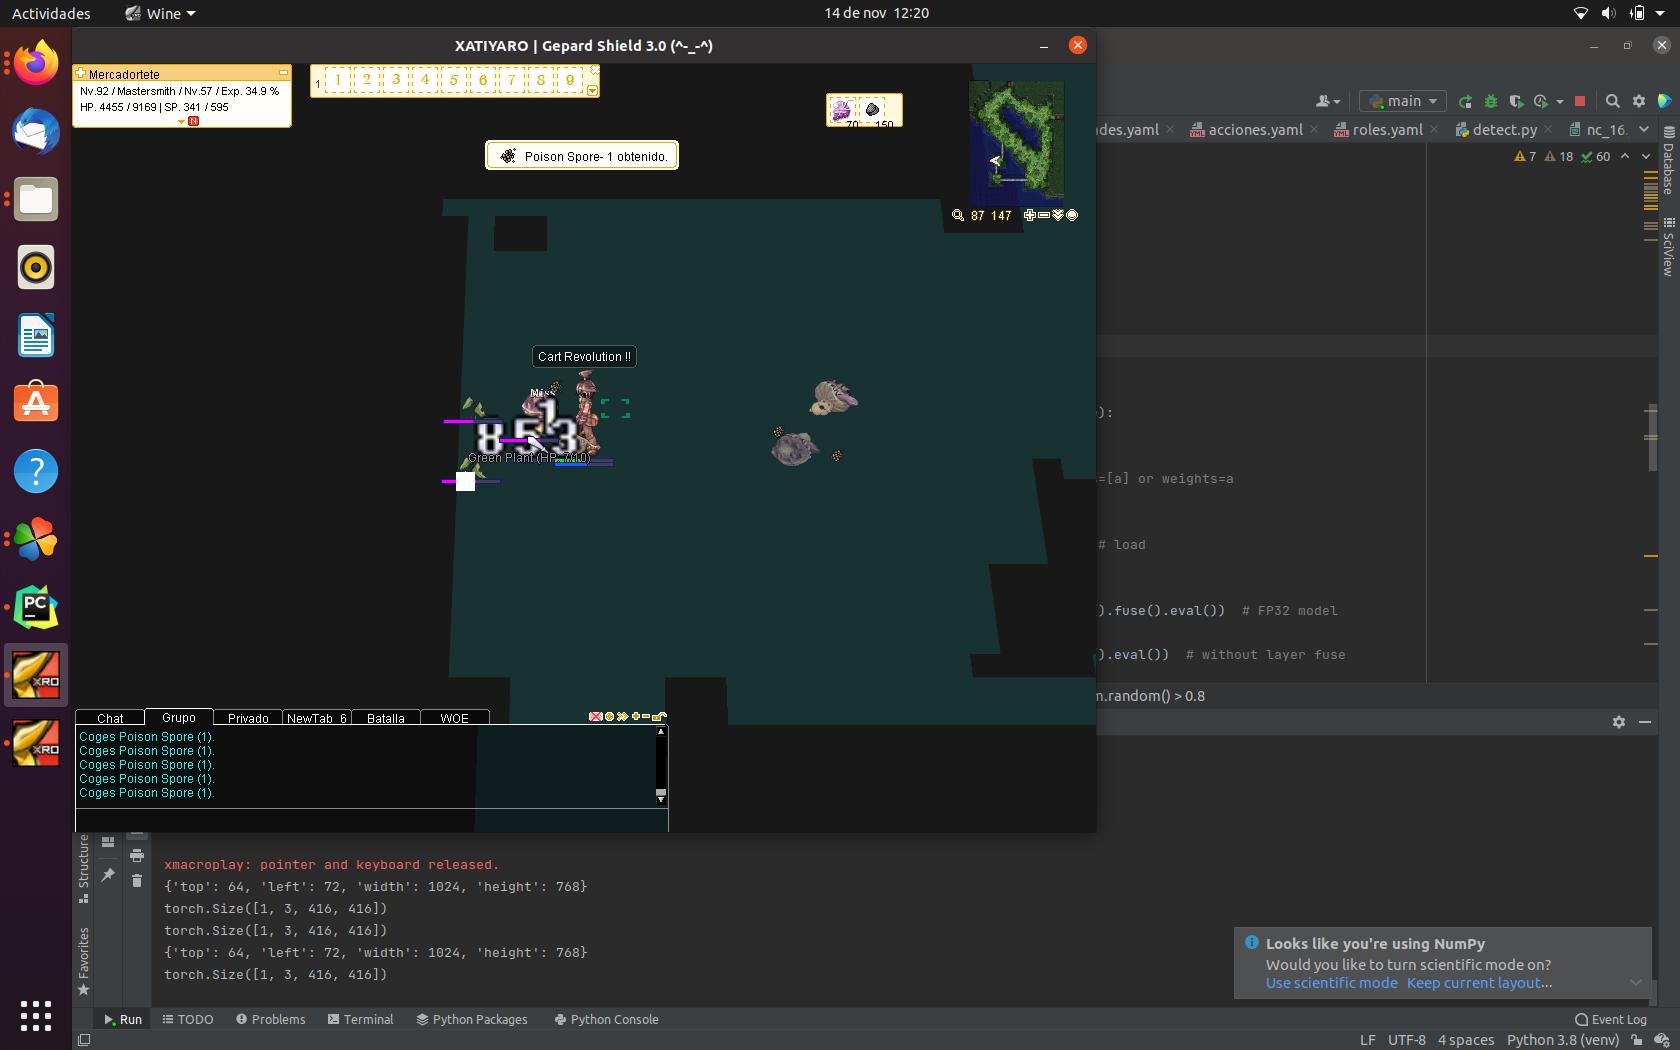 Actividades
Wine
14 de nov  12:20
XATIYARO | Gepard Shield 3.0 (^-_-^)
Mercadortete
Nv.92 / Mastersmith / Nv.57 / Exp. 34.9 %
HP. 4455 / 9169 | SP. 341 / 595
N
1
1 2 3 4 5 6 7 8 9
70 150
Poison Spore- 1 obtenido.
87 147
Cart Revolution !!
Miss
1
853
Green Plant (HP: 7/10)
Chat
Grupo
Privado
NewTab_6
Batalla
WOE
Coges Poison Spore (1).
Coges Poison Spore (1).
Coges Poison Spore (1).
Coges Poison Spore (1).
Coges Poison Spore (1).
main
des.yaml
acciones.yaml
roles.yaml
detect.py
nc_16.
7 18 60
Database
SciView
):
=[a] or weights=a
# load
).fuse().eval())  # FP32 model
).eval())  # without layer fuse
m.random() > 0.8
PC
XRO
XRO
Structure
Favorites
xmacroplay: pointer and keyboard released.
{'top': 64, 'left': 72, 'width': 1024, 'height': 768}
torch.Size([1, 3, 416, 416])
torch.Size([1, 3, 416, 416])
{'top': 64, 'left': 72, 'width': 1024, 'height': 768}
torch.Size([1, 3, 416, 416])
Looks like you're using NumPy
Would you like to turn scientific mode on?
Use scientific mode  Keep current layout...
Run
TODO
Problems
Terminal
Python Packages
Python Console
Event Log
LF  UTF-8  4 spaces  Python 3.8 (venv)